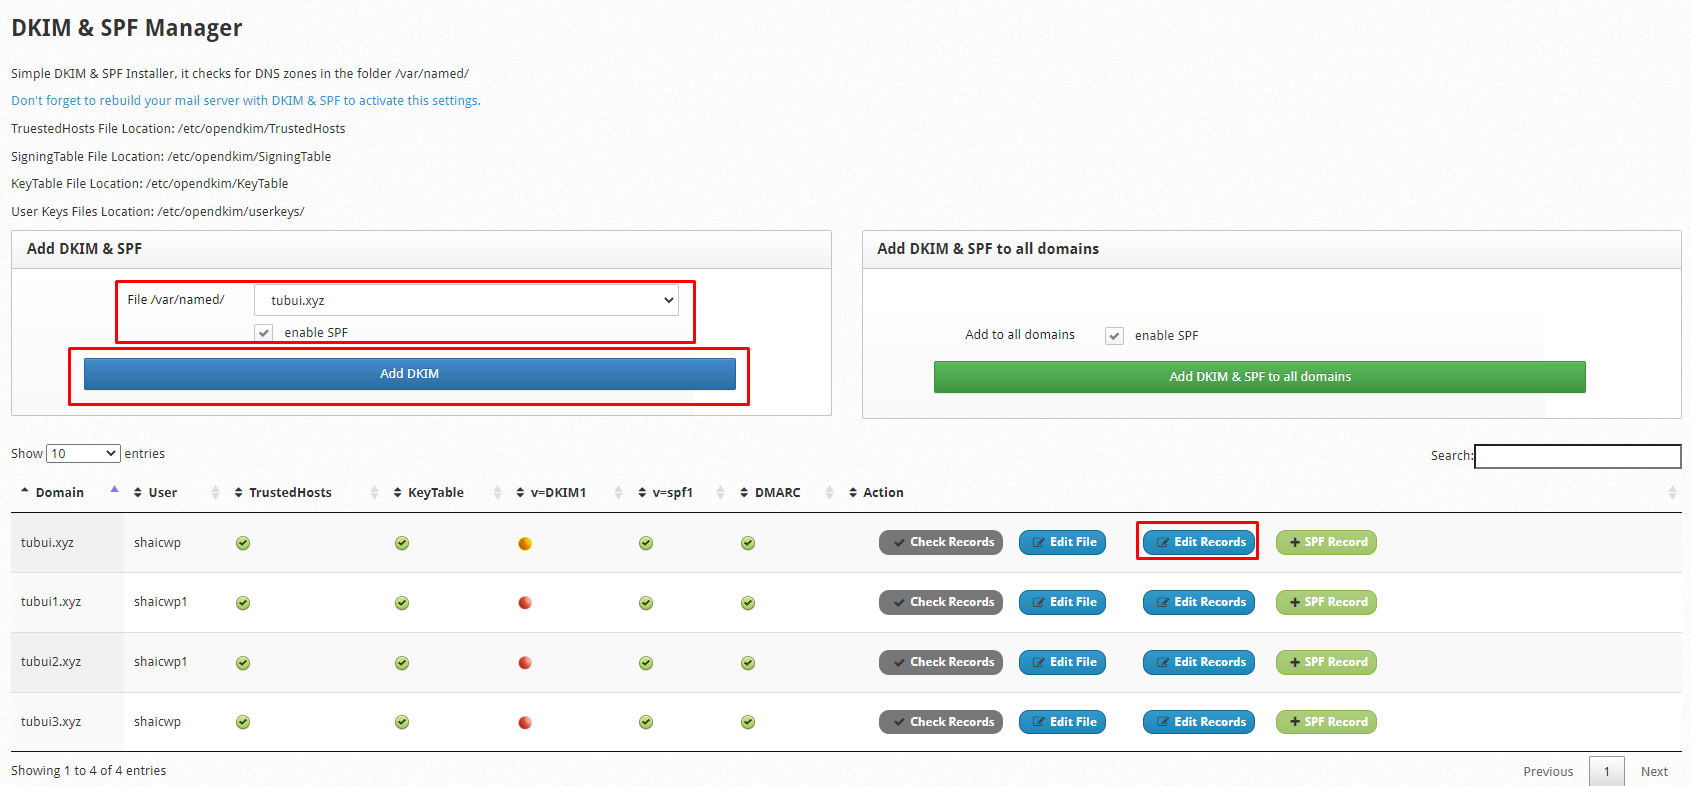 DKIM & SPF Manager
Simple DKIM & SPF Installer, it checks for DNS zones in the folder /var/named/
Don't forget to rebuild your mail server with DKIM & SPF to activate this settings.
TruestedHosts File Location: /etc/opendkim/TrustedHosts
SigningTable File Location: /etc/opendkim/SigningTable
KeyTable File Location: /etc/opendkim/KeyTable
User Keys Files Location: /etc/opendkim/userkeys/
Add DKIM & SPF
File /var/named/ tubui.xyz
enable SPF
Add DKIM
Add DKIM & SPF to all domains
Add to all domains enable SPF
Add DKIM & SPF to all domains
Show 10 entries Search:
Domain User TrustedHosts KeyTable v=DKIM1 v=spf1 DMARC Action
tubui.xyz shaicwp Check Records Edit File Edit Records SPF Record
tubui1.xyz shaicwp1 Check Records Edit File Edit Records SPF Record
tubui2.xyz shaicwp1 Check Records Edit File Edit Records SPF Record
tubui3.xyz shaicwp Check Records Edit File Edit Records SPF Record
Showing 1 to 4 of 4 entries Previous 1 Next